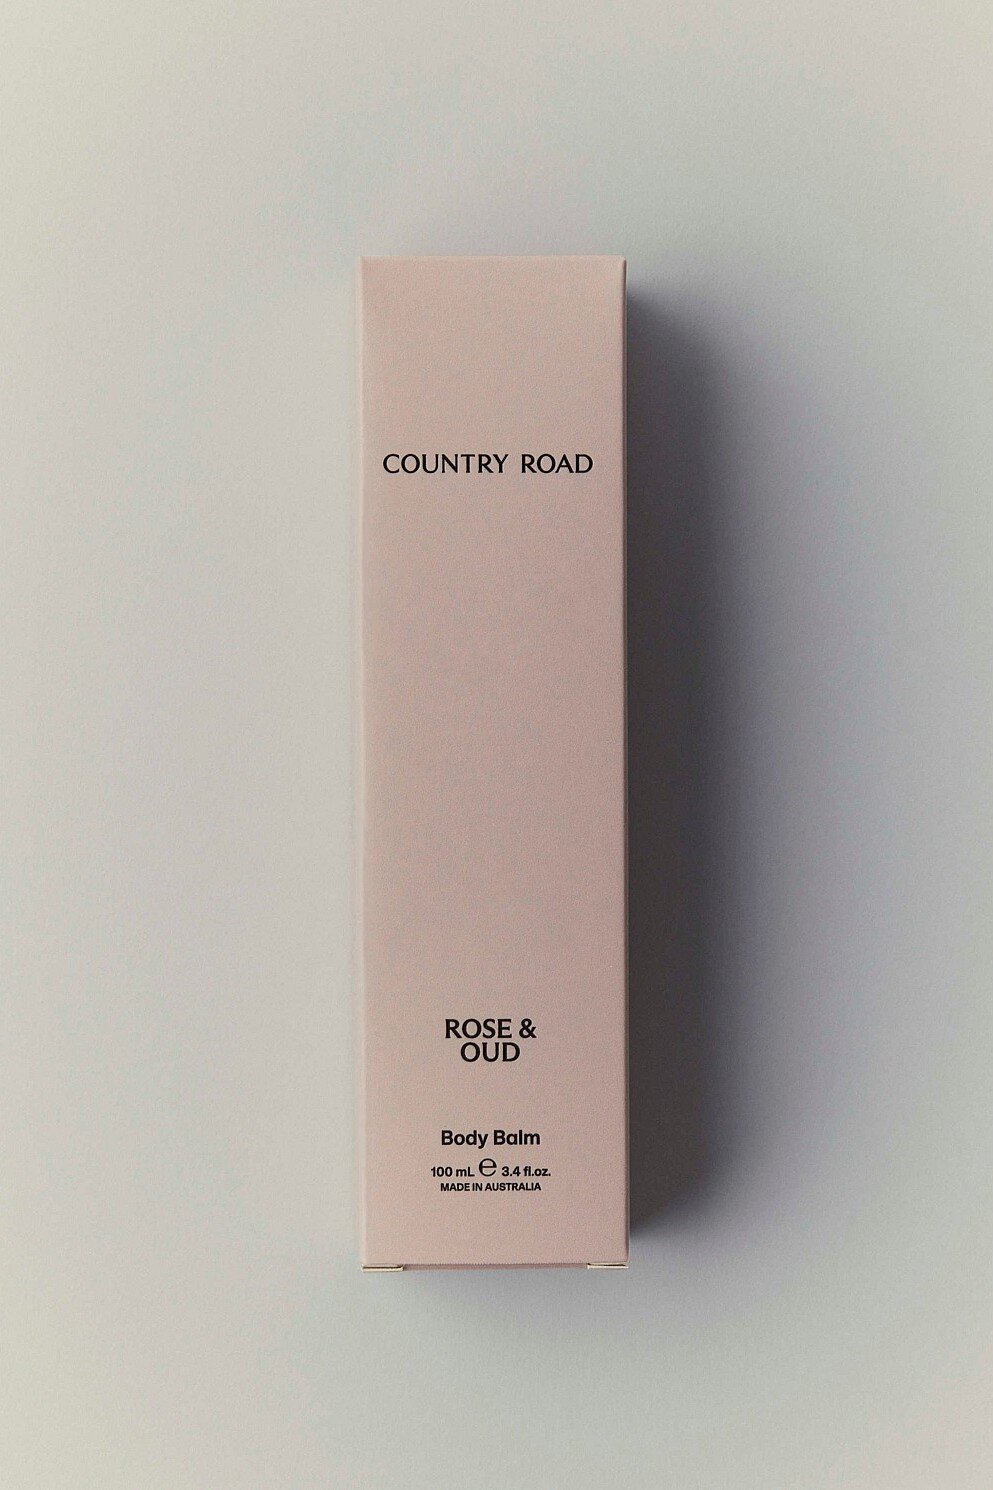 COUNTRY ROAD
ROSE &
OUD
Body Balm
100 mL ℮ 3.4 fl.oz.
MADE IN AUSTRALIA